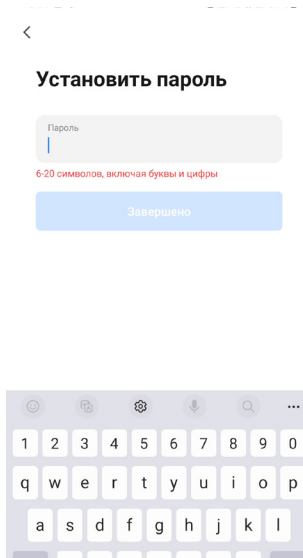 Установить пароль
Пароль
6-20 символов, включая буквы и цифры
Завершено
1 2 3 4 5 6 7 8 9 0
q w e r t y u i o p
a s d f g h j k l